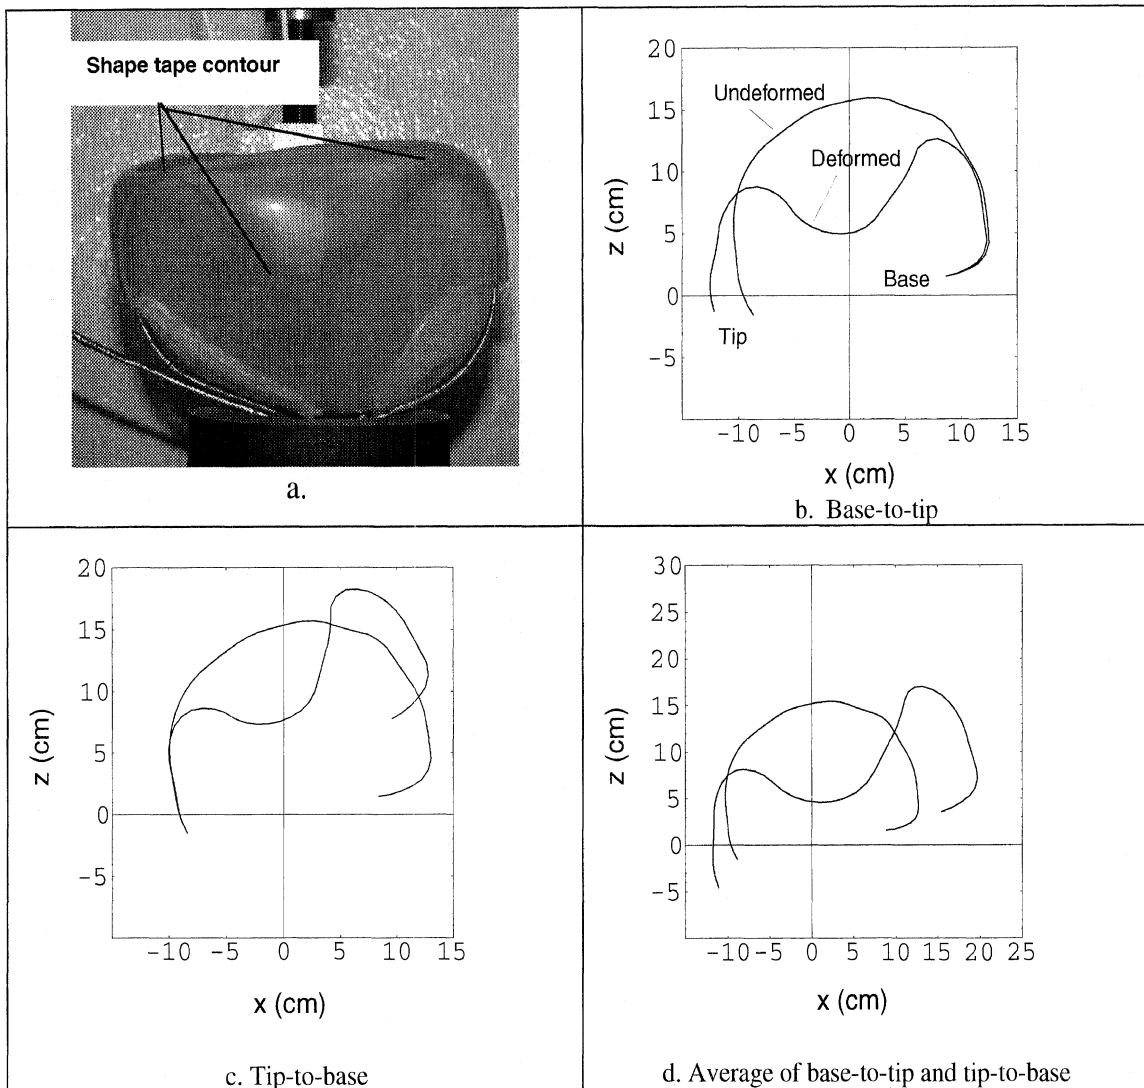 Shape tape contour
a.
20
15
10
5
0
-5
z (cm)
Undeformed
Deformed
Base
Tip
-10 -5 0 5 10 15
x (cm)
b. Base-to-tip
20
15
10
5
0
-5
z (cm)
-10 -5 0 5 10 15
x (cm)
c. Tip-to-base
30
25
20
15
10
5
0
-5
z (cm)
-10 -5 0 5 10 15 20 25
x (cm)
d. Average of base-to-tip and tip-to-base